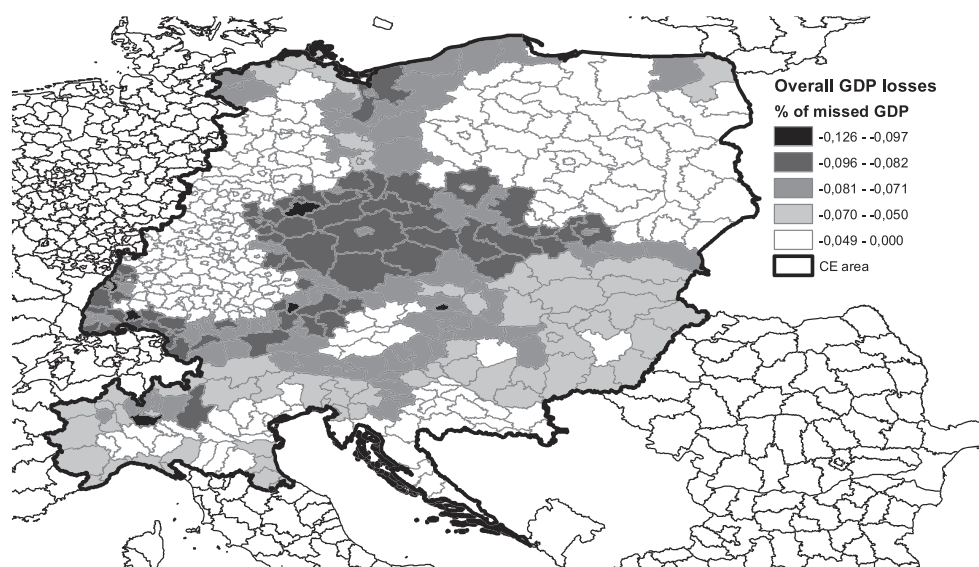 Overall GDP losses
% of missed GDP
-0,126 - -0,097
-0,096 - -0,082
-0,081 - -0,071
-0,070 - -0,050
-0,049 - 0,000
CE area